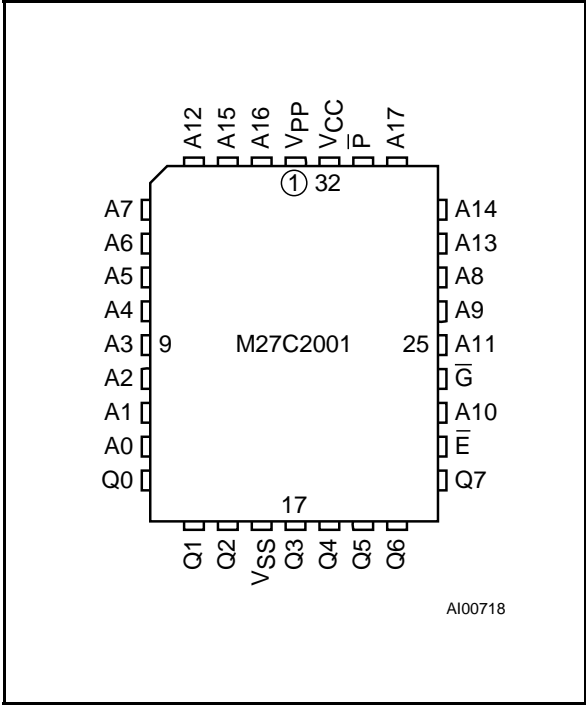 A12 A15 A16 VPP VCC P̅ A17
1 32
A7 A14
A6 A13
A5 A8
A4 A9
A3 9 M27C2001 25 A11
A2 G̅
A1 A10
A0 E̅
Q0 Q7
17
Q1 Q2 VSS Q3 Q4 Q5 Q6
AI00718